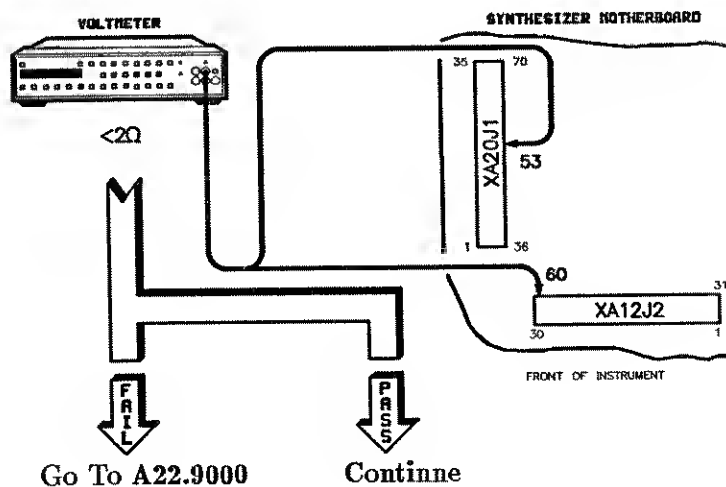 VOLTMETER
SYNTHESIZER MOTHERBOARD
<2Ω
35 70
XA20J1
53
1 36
60
31
XA12J2
30 1
FRONT OF INSTRUMENT
FAIL
PASS
Go To A22.9000
Continne